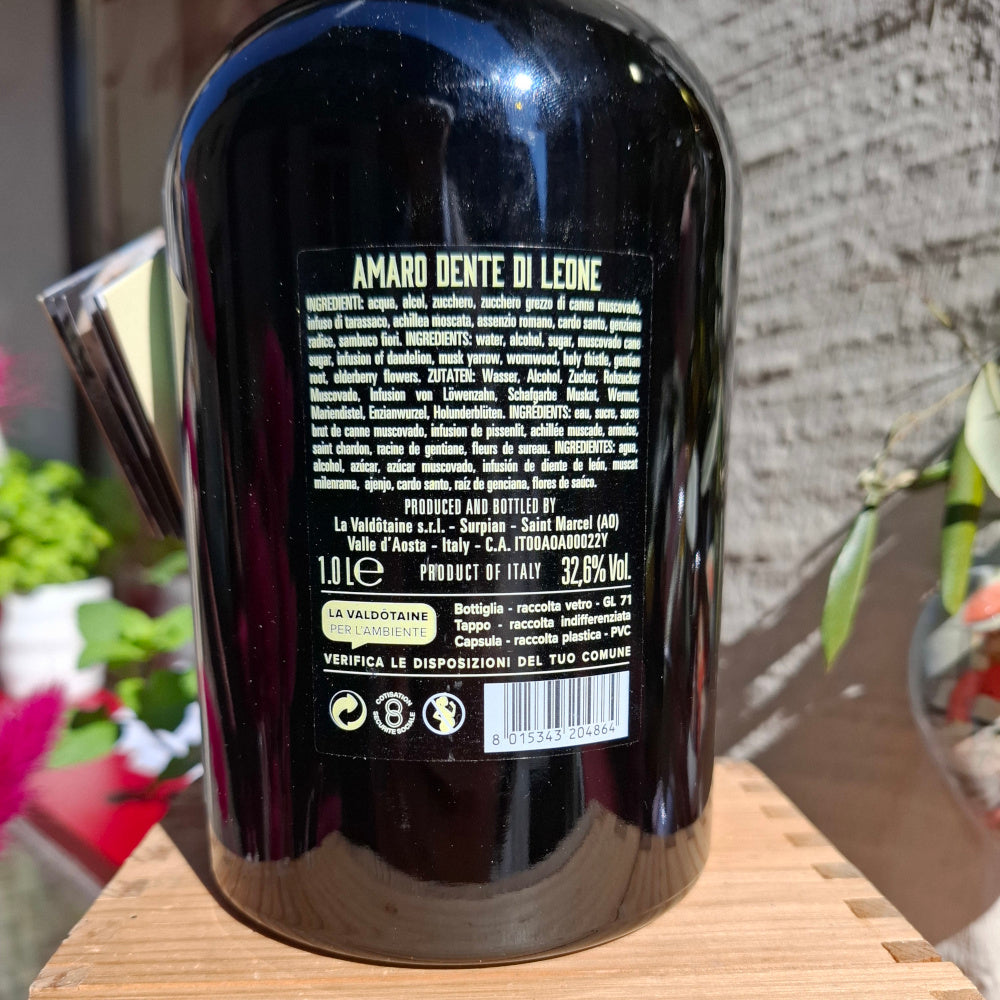 AMARO DENTE DI LEONE
INGREDIENTI: acqua, alcol, zucchero, zucchero grezzo di canna muscovado,
infuso di tarassaco, achillea moscata, assenzio romano, cardo santo, genziana
radice, sambuco fiori. INGREDIENTS: water, alcohol, sugar, muscovado cane
sugar, infusion of dandelion, musk yarrow, wormwood, holy thistle, gentian
root, elderberry flowers. ZUTATEN: Wasser, Alcohol, Zucker, Rohzucker
Muscovado, Infusion von Löwenzahn, Schafgarbe Muskat, Wermut,
Mariendistel, Enzianwurzel, Holunderblüten. INGRÉDIENTS: eau, sucre, sucre
brut de canne muscovado, infusion de pissenlit, achillée muscade, armoise,
saint chardon, racine de gentiane, fleurs de sureau. INGREDIENTES: agua,
alcohol, azúcar, azúcar muscovado, infusión de diente de león, muscat
milenrama, ajenjo, cardo santo, raíz de genciana, flores de saúco.
PRODUCED AND BOTTLED BY
La Valdôtaine s.r.l. - Surpian - Saint Marcel (AO)
Valle d'Aosta - Italy - C.A. IT00AOA00022Y
1.0 L e PRODUCT OF ITALY 32,6% Vol.
LA VALDÔTAINE
PER L'AMBIENTE
Bottiglia - raccolta vetro - GL 71
Tappo - raccolta indifferenziata
Capsula - raccolta plastica - PVC
VERIFICA LE DISPOSIZIONI DEL TUO COMUNE
COTISATION
SÉCURITÉ SOCIALE
8 015343 204864